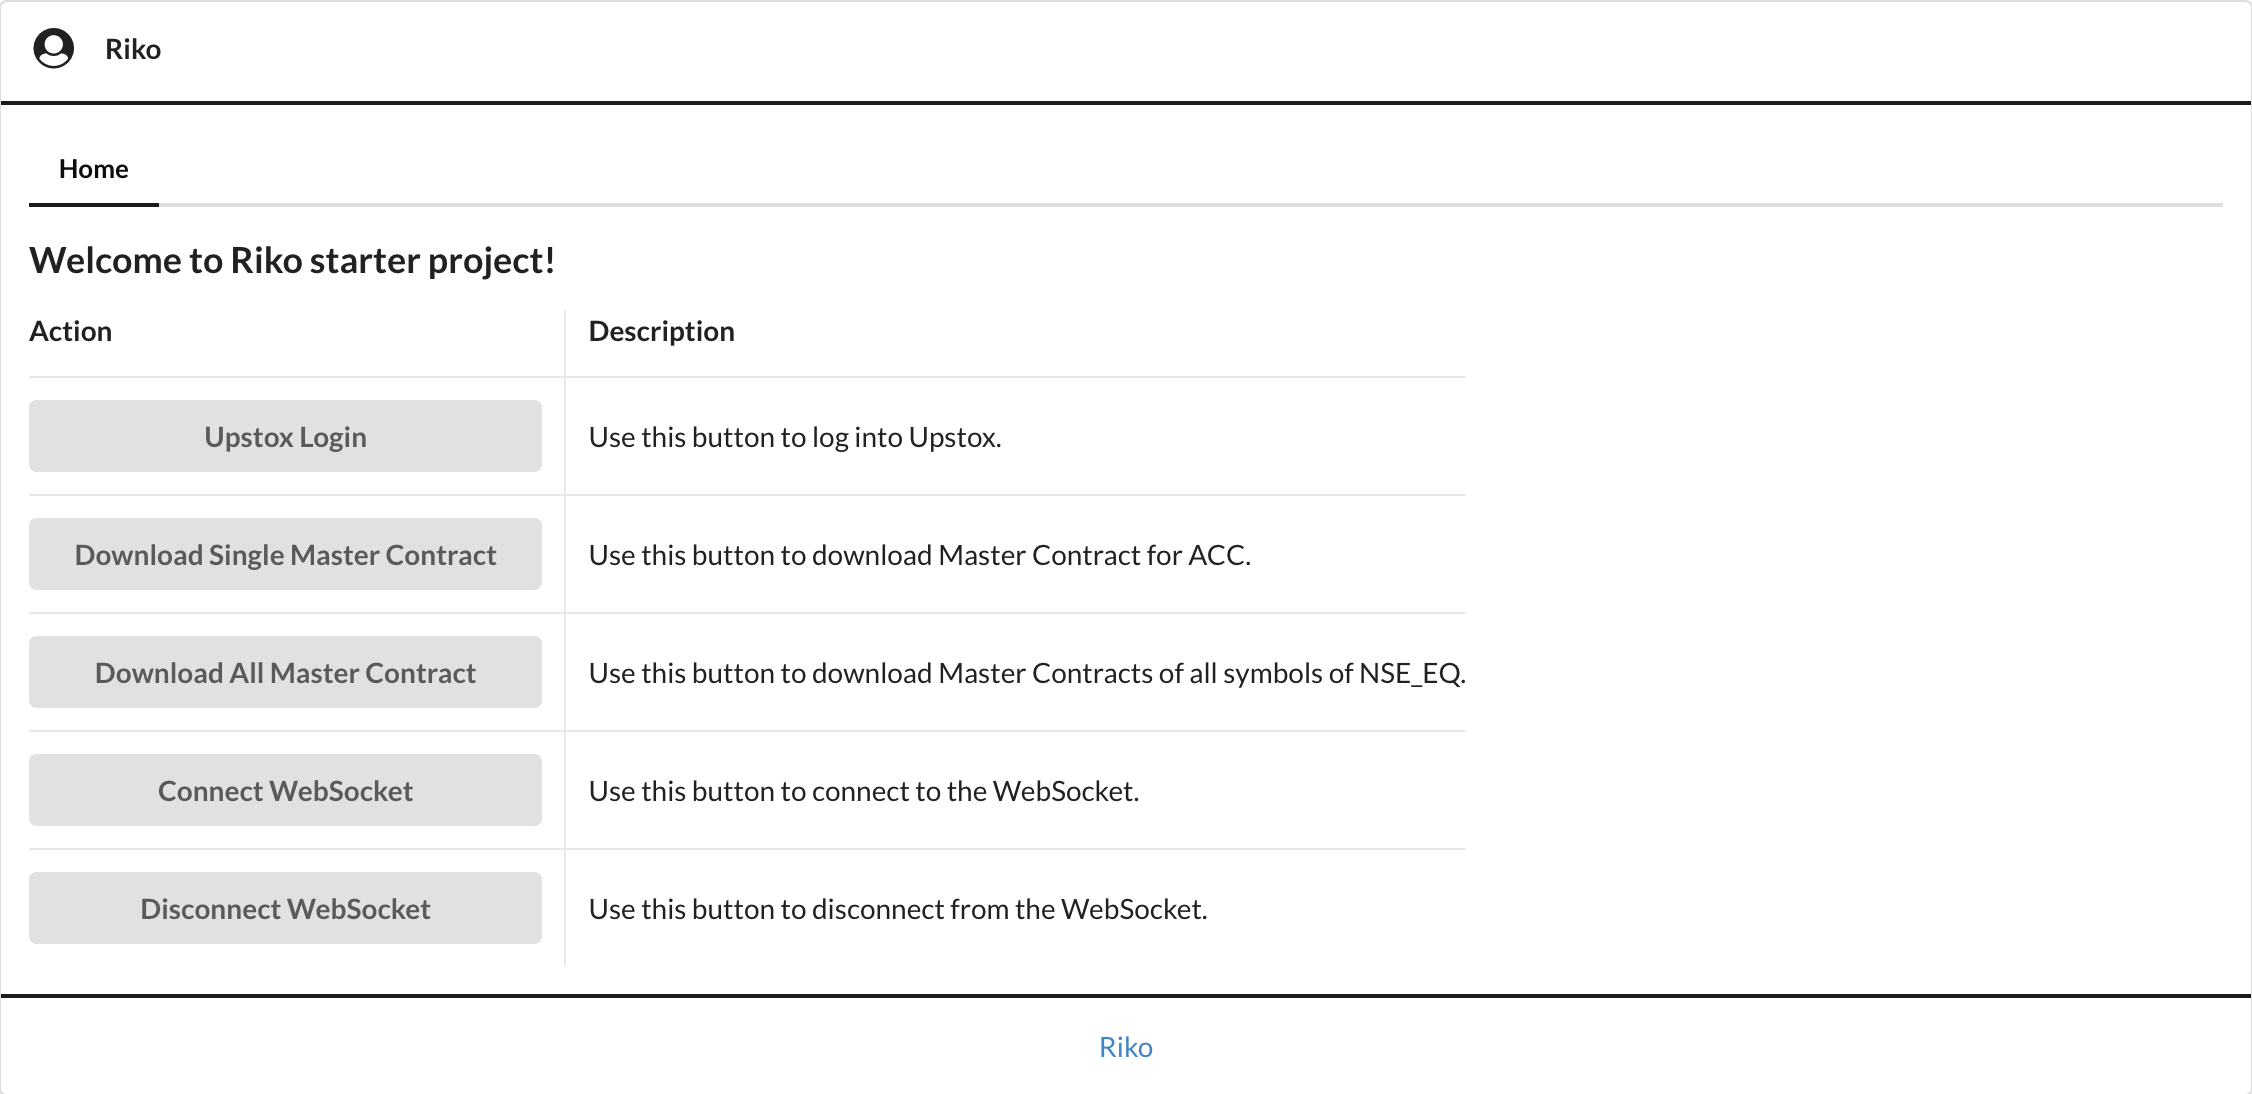 Riko
Home
Welcome to Riko starter project!
Action Description
Upstox Login Use this button to log into Upstox.
Download Single Master Contract Use this button to download Master Contract for ACC.
Download All Master Contract Use this button to download Master Contracts of all symbols of NSE_EQ.
Connect WebSocket Use this button to connect to the WebSocket.
Disconnect WebSocket Use this button to disconnect from the WebSocket.
Riko